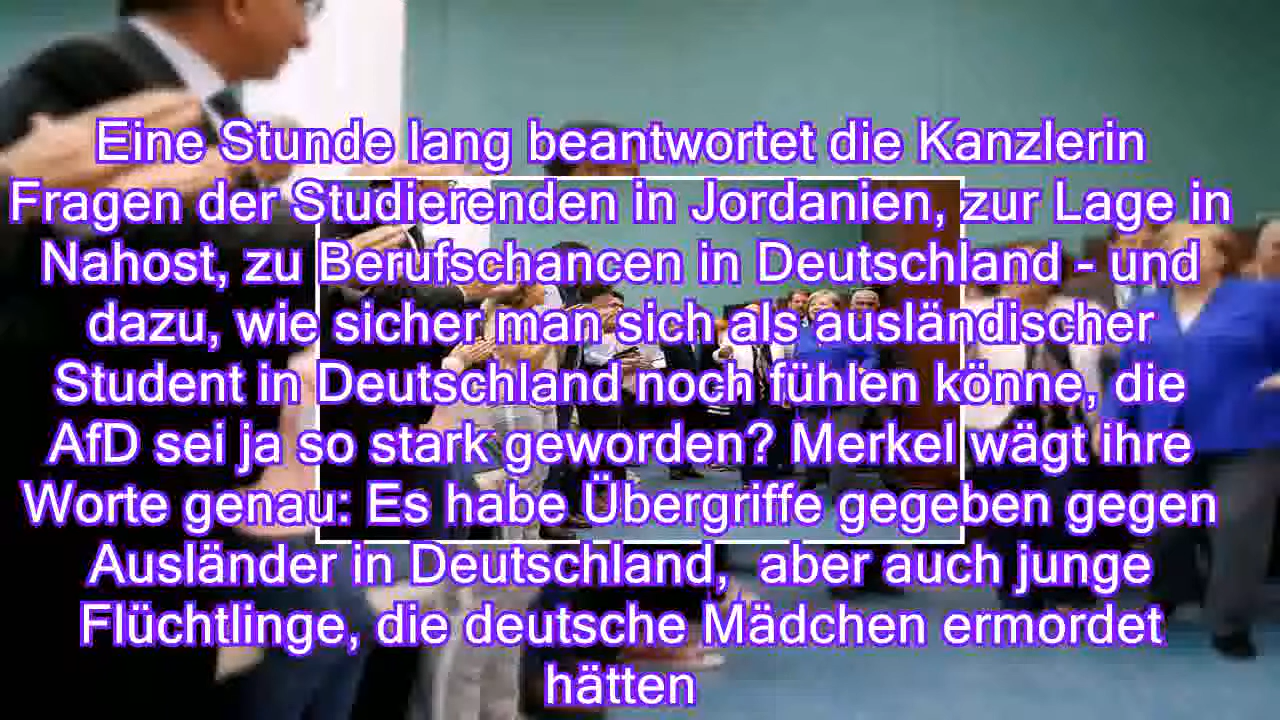 Eine Stunde lang beantwortet die Kanzlerin
Fragen der Studierenden in Jordanien, zur Lage in
Nahost, zu Berufschancen in Deutschland - und
dazu, wie sicher man sich als ausländischer
Student in Deutschland noch fühlen könne, die
AfD sei ja so stark geworden? Merkel wägt ihre
Worte genau: Es habe Übergriffe gegeben gegen
Ausländer in Deutschland,  aber auch junge
Flüchtlinge, die deutsche Mädchen ermordet
hätten